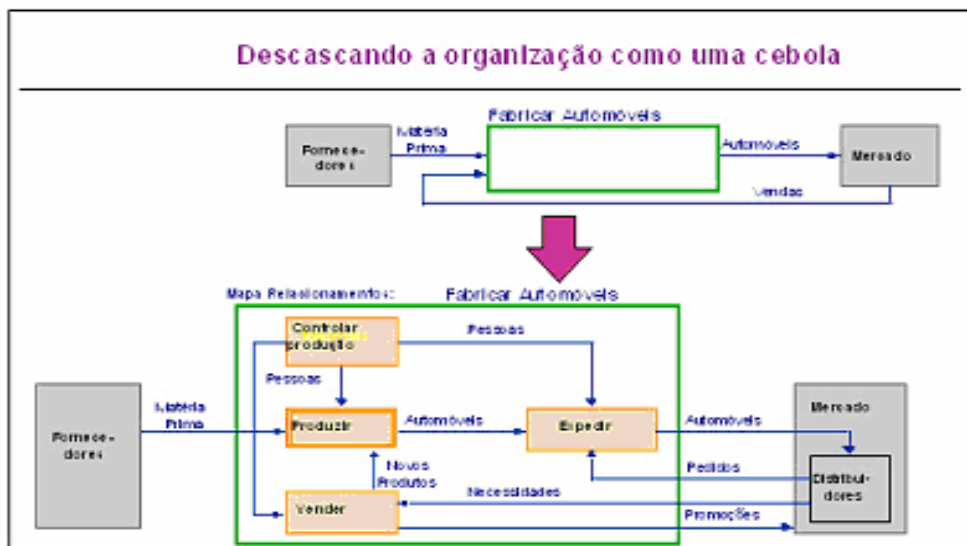 Descascando a organização como uma cebola
Fabricar Automóveis
Fornece-
dores
Matéria
Prima
Automóveis
Mercado
Vendas
Mapa Relacionamentos:
Fabricar Automóveis
Controlar
produção
Pessoas
Pessoas
Fornece-
dores
Matéria
Prima
Produzir
Automóveis
Expedir
Automóveis
Mercado
Distribui-
dores
Pedidos
Novos
Produtos
Necessidades
Vender
Promoções